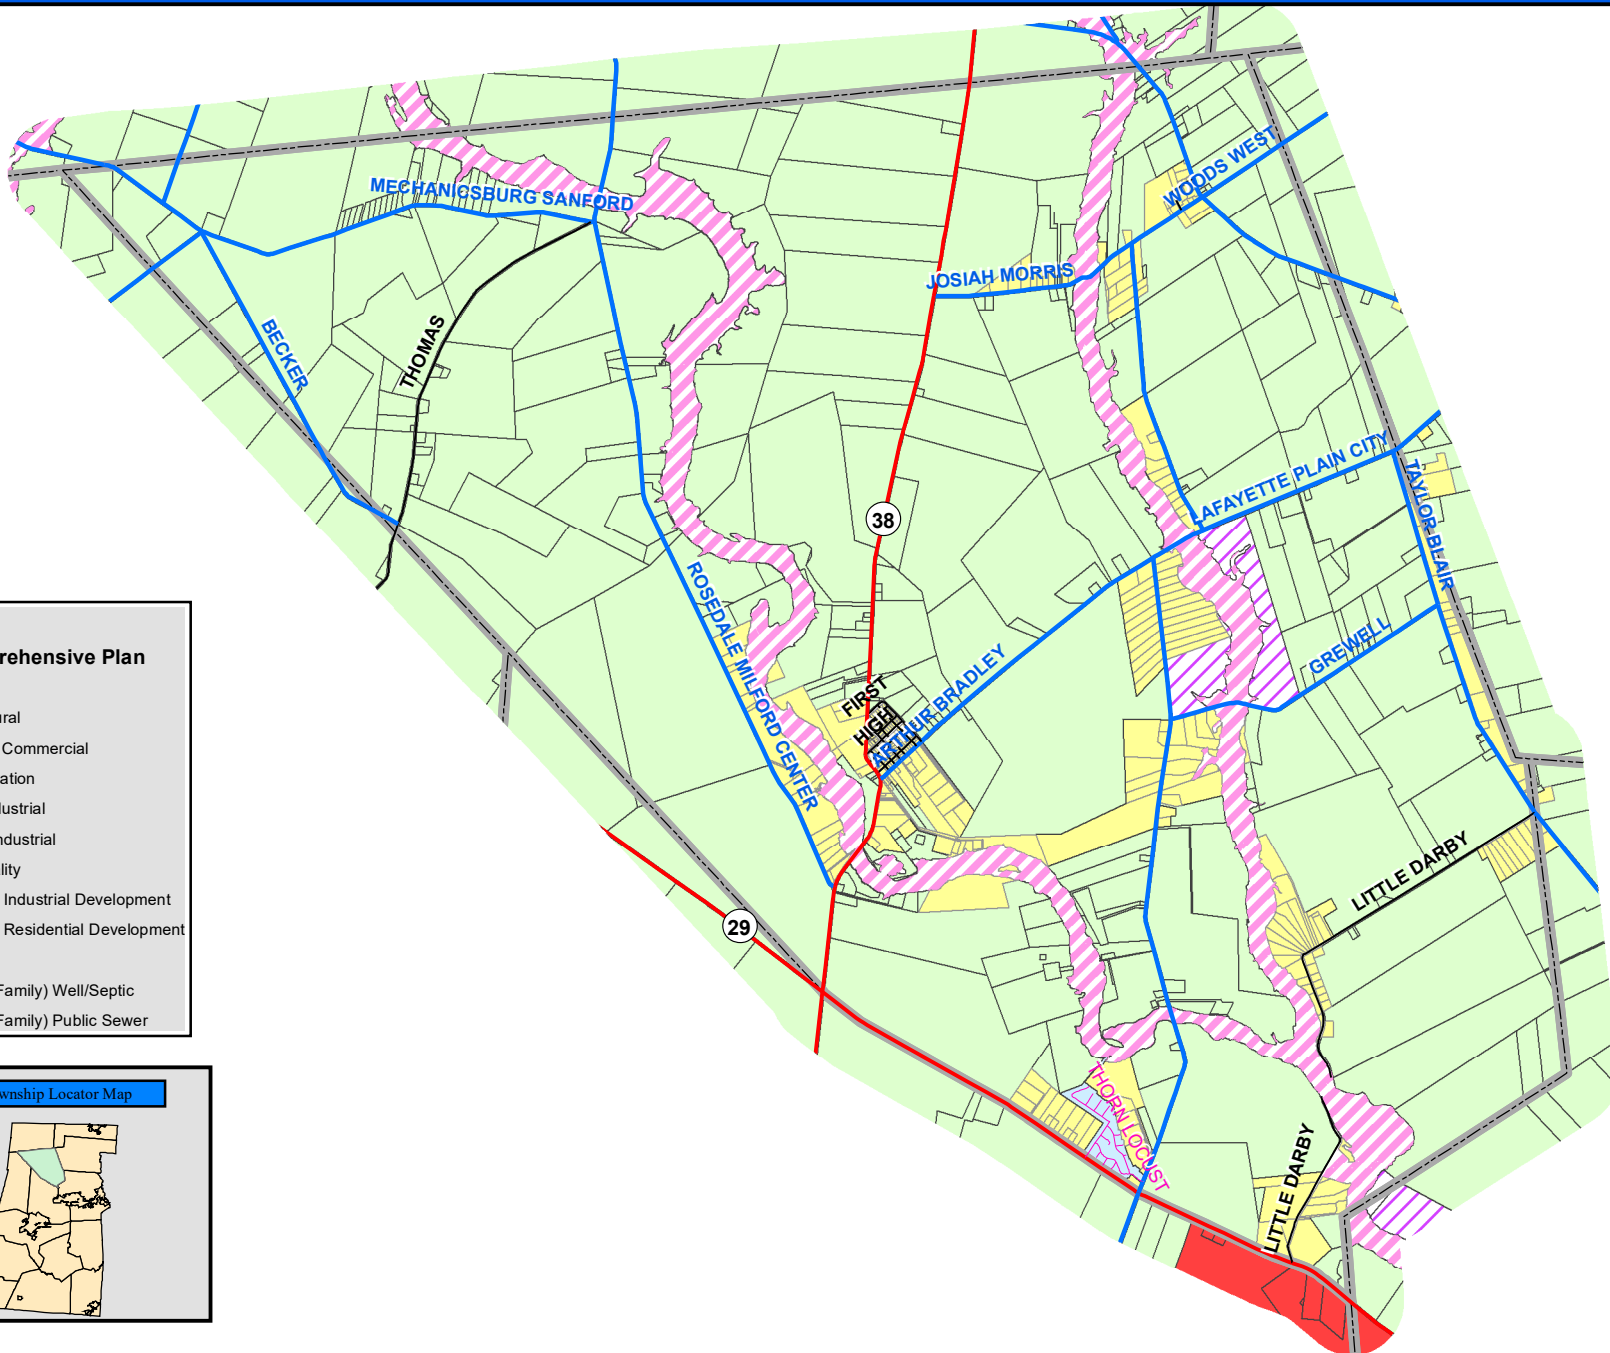 WOODS WEST
MECHANICSBURG SANFORD
JOSIAH MORRIS
BECKER
THOMAS
LAFAYETTE PLAIN CITY
TAYLOR BLAIR
38
ROSEDALE MILFORD CENTER
GREWELL
FIRST
HIGH
ARTHUR BRADLEY
LITTLE DARBY
29
THORN LOCUST
LITTLE DARBY
rehensive Plan
ural
Commercial
ation
dustrial
ndustrial
lity
Industrial Development
Residential Development
Family) Well/Septic
Family) Public Sewer
wnship Locator Map